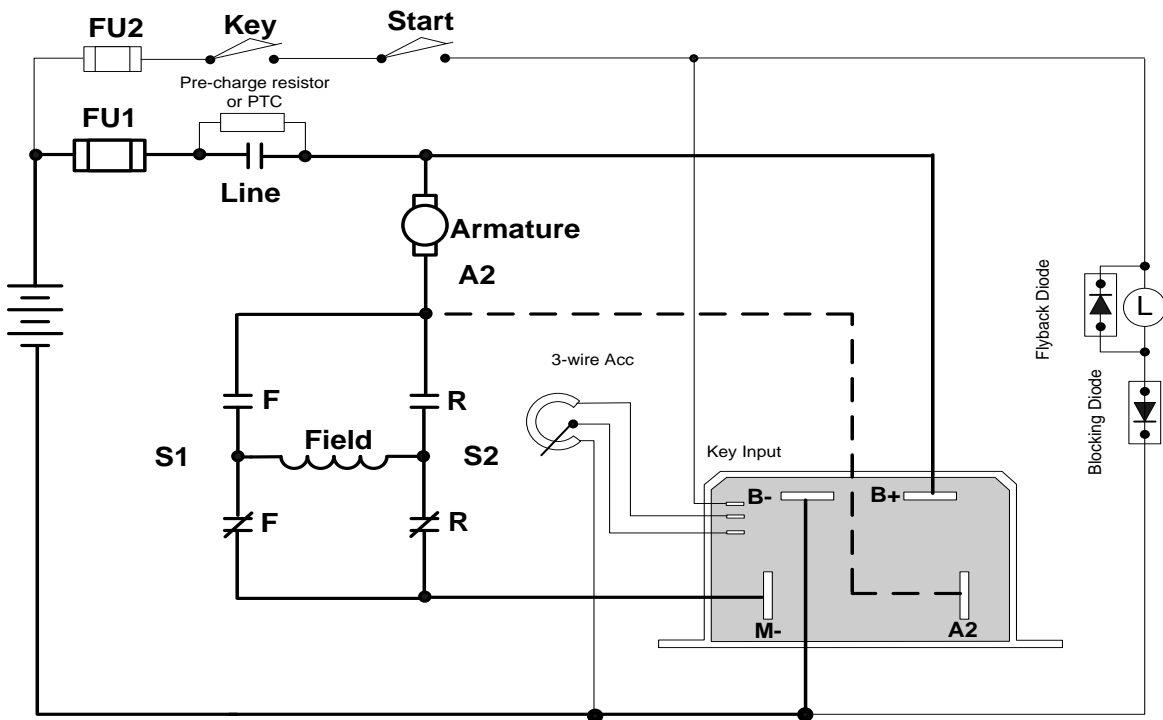 FU2
Key
Start
Pre-charge resistor
or PTC
FU1
Line
Armature
A2
Flyback Diode
L
3-wire Acc
F
R
Blocking Diode
Field
S1
S2
Key Input
B-
B+
F
R
M-
A2